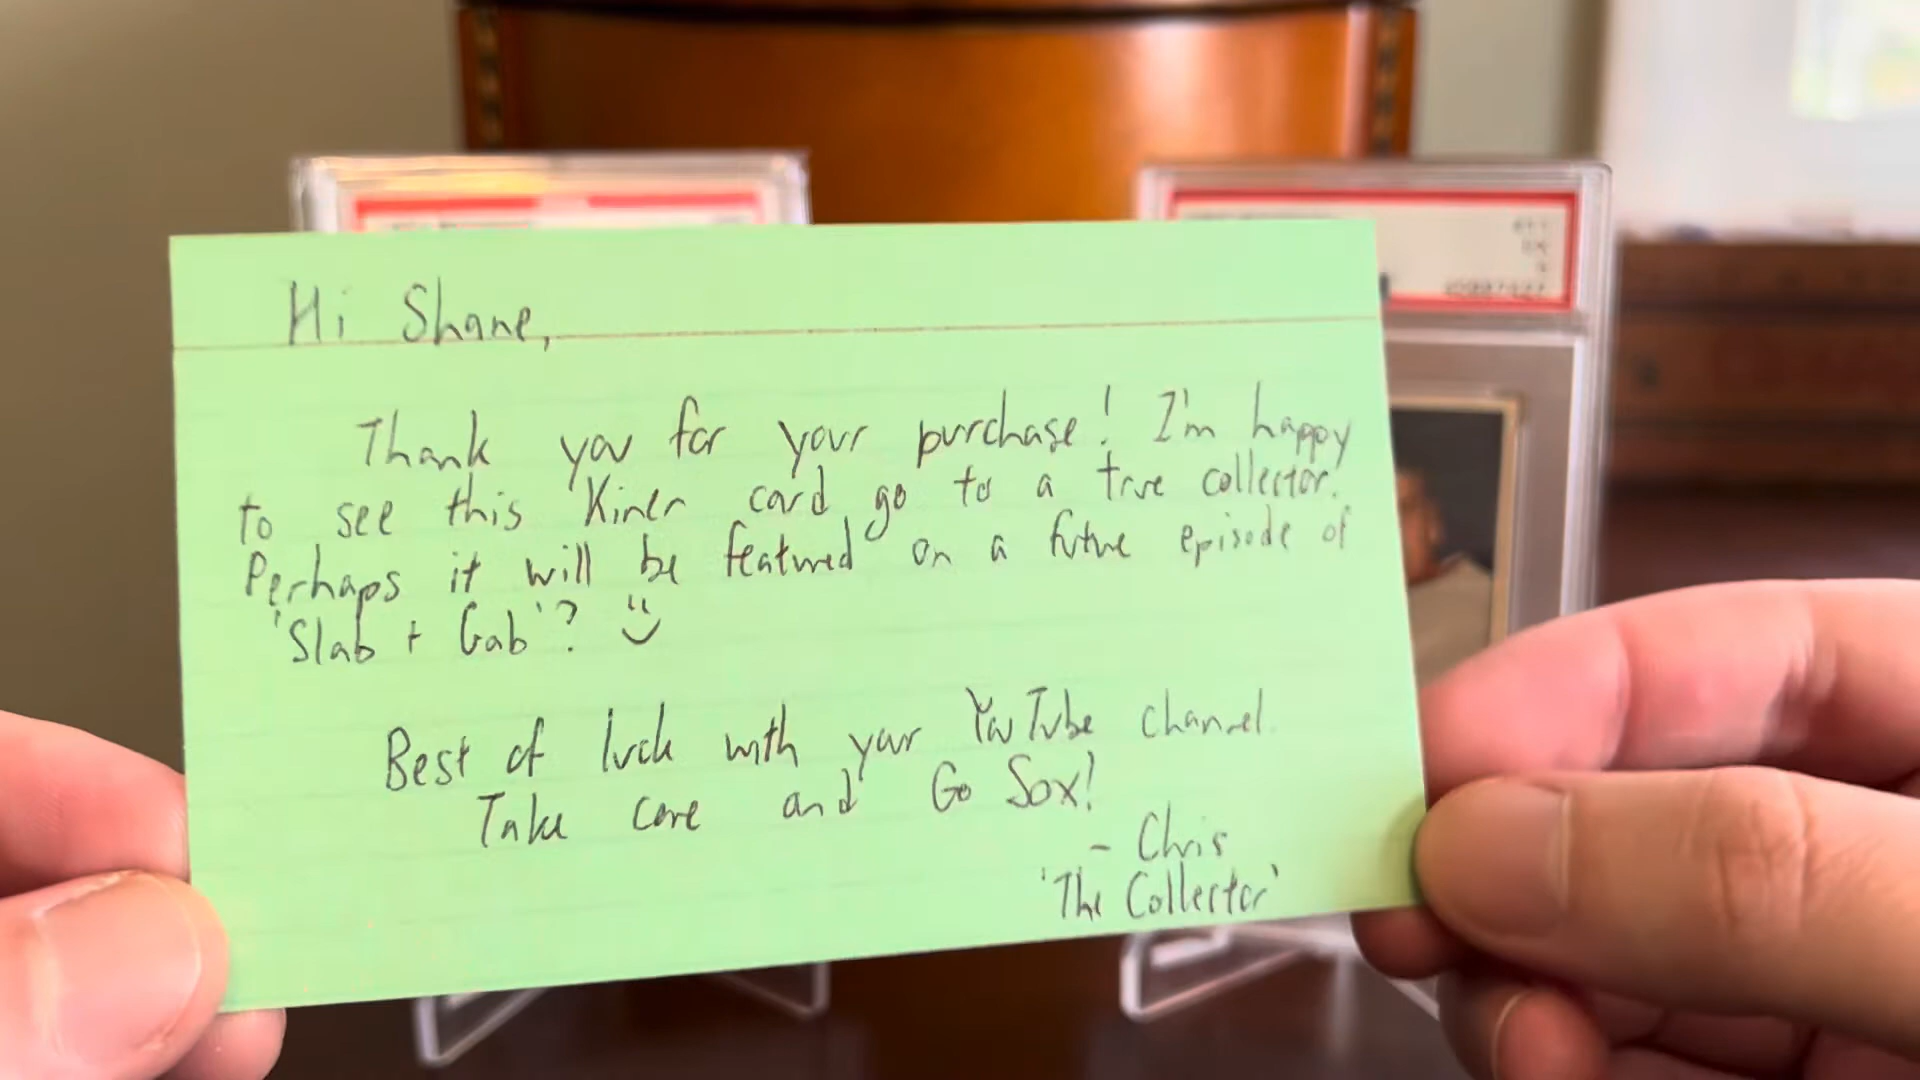 Hi Shane,
Thank you for your purchase! I'm happy
to see this Kiner card go to a true collector.
Perhaps it will be featured on a future episode of
'Slab + Gab'? :)
Best of luck with your YouTube channel.
Take care and Go Sox!
- Chris
'The Collector'